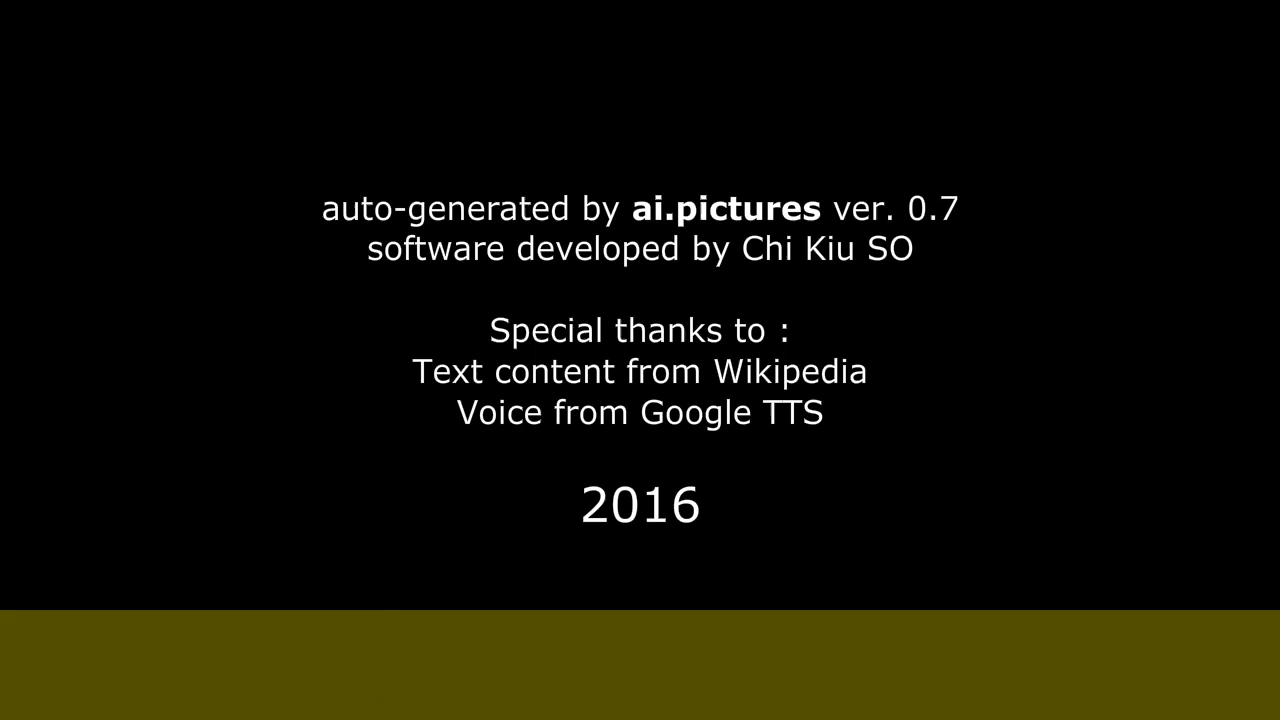 auto-generated by ai.pictures ver. 0.7
software developed by Chi Kiu SO
Special thanks to :
Text content from Wikipedia
Voice from Google TTS
2016